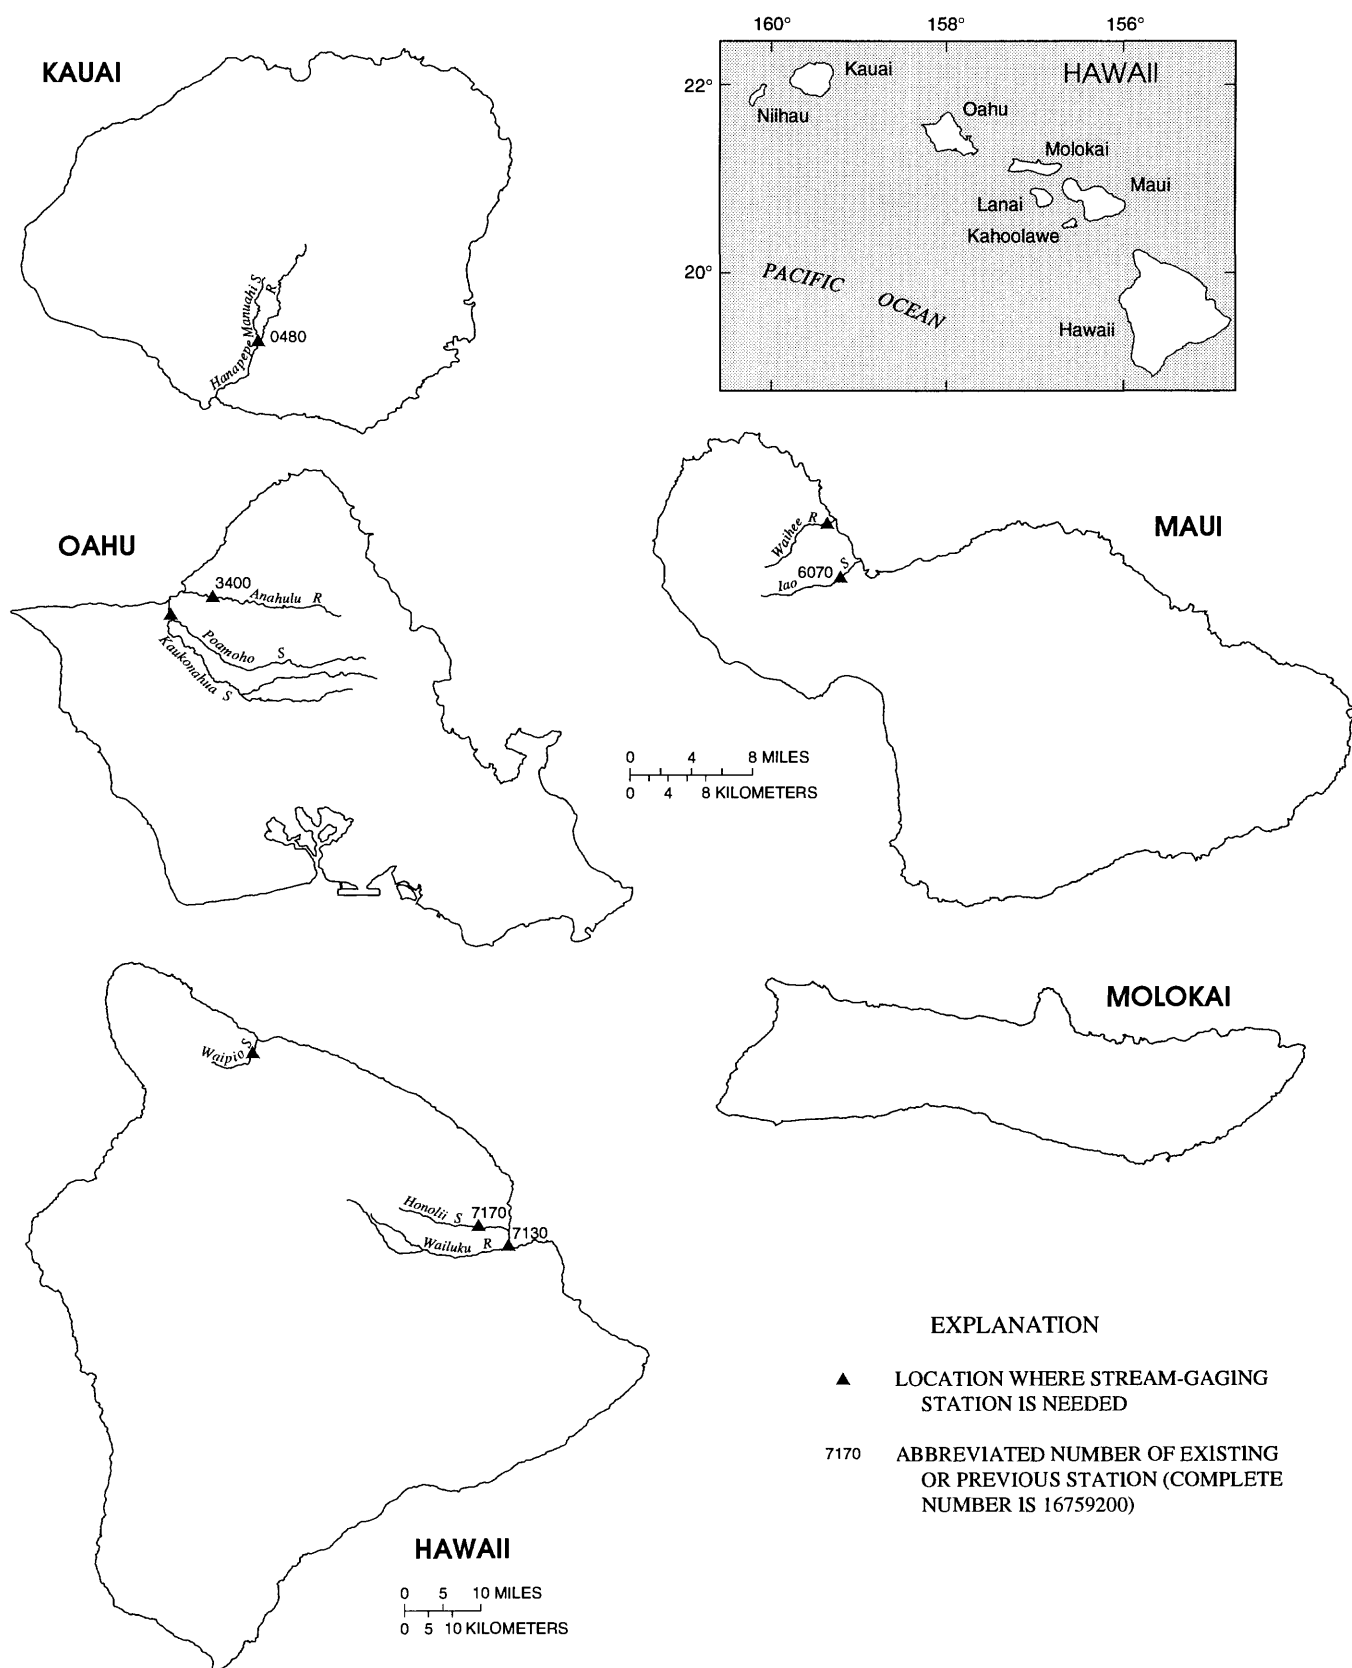 160°
158°
156°
KAUAI
HAWAII
22°
Kauai
Niihau
Oahu
Molokai
Maui
Lanai
Kahoolawe
20°
PACIFIC OCEAN
Hawaii
Manuahi S
R
0480
Hanapepe
OAHU
3400
Anahulu R
Poamoho S
Kaukonahua S
MAUI
Waihee R
6070
Iao S
0 4 8 MILES
0 4 8 KILOMETERS
MOLOKAI
Waipio S
Honolii S
7170
7130
Wailuku R
EXPLANATION
LOCATION WHERE STREAM-GAGING
STATION IS NEEDED
7170 ABBREVIATED NUMBER OF EXISTING
OR PREVIOUS STATION (COMPLETE
NUMBER IS 16759200)
HAWAII
0 5 10 MILES
0 5 10 KILOMETERS